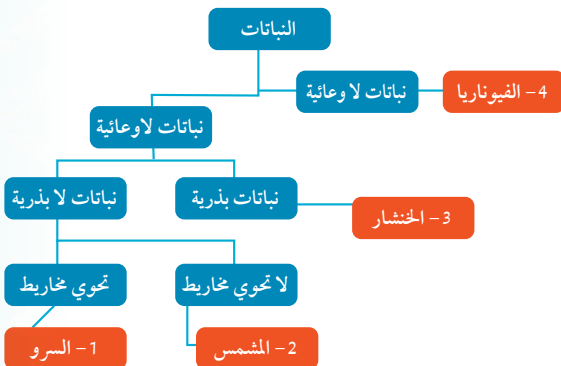 النباتات
نباتات لا وعائية
4- الفيوناريا
نباتات لاوعائية
نباتات بذرية
نباتات لا بذرية
3- الخنشار
لا تحوي مخاريط
تحوي مخاريط
2- المشمس
1- السرو